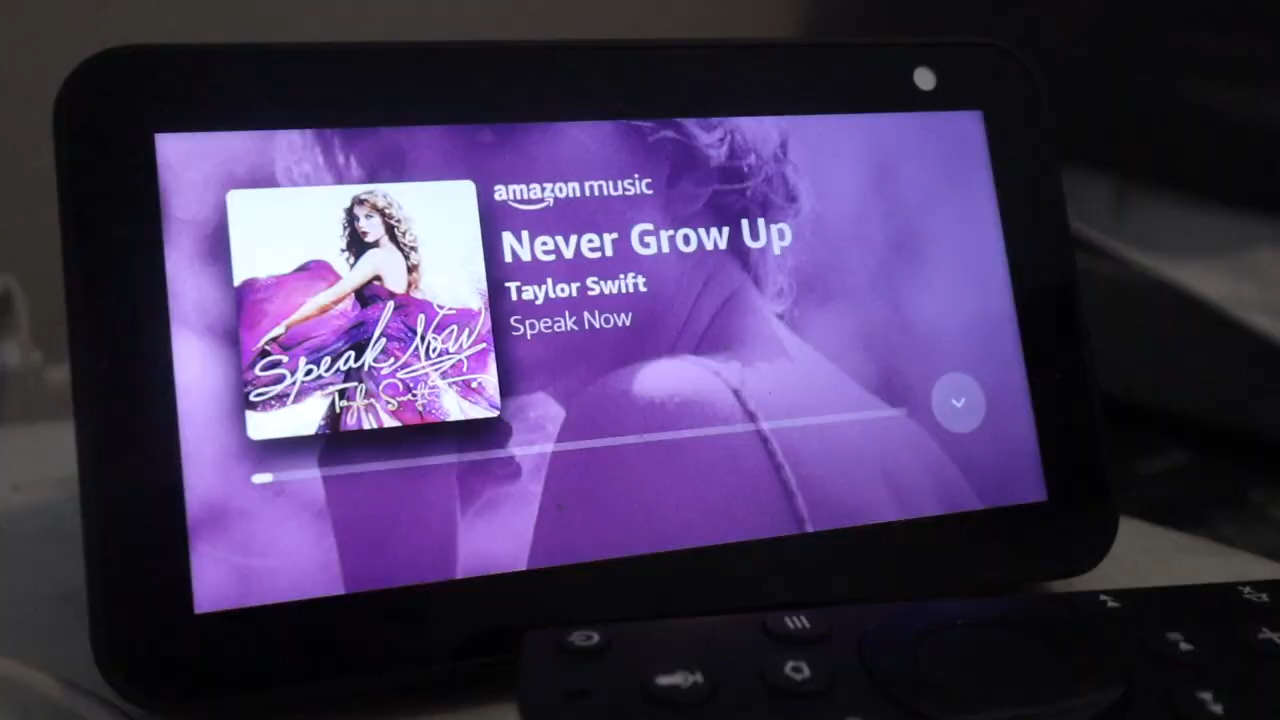 amazon music
Never Grow Up
Taylor Swift
Speak Now
Speak Now
Taylor Swift